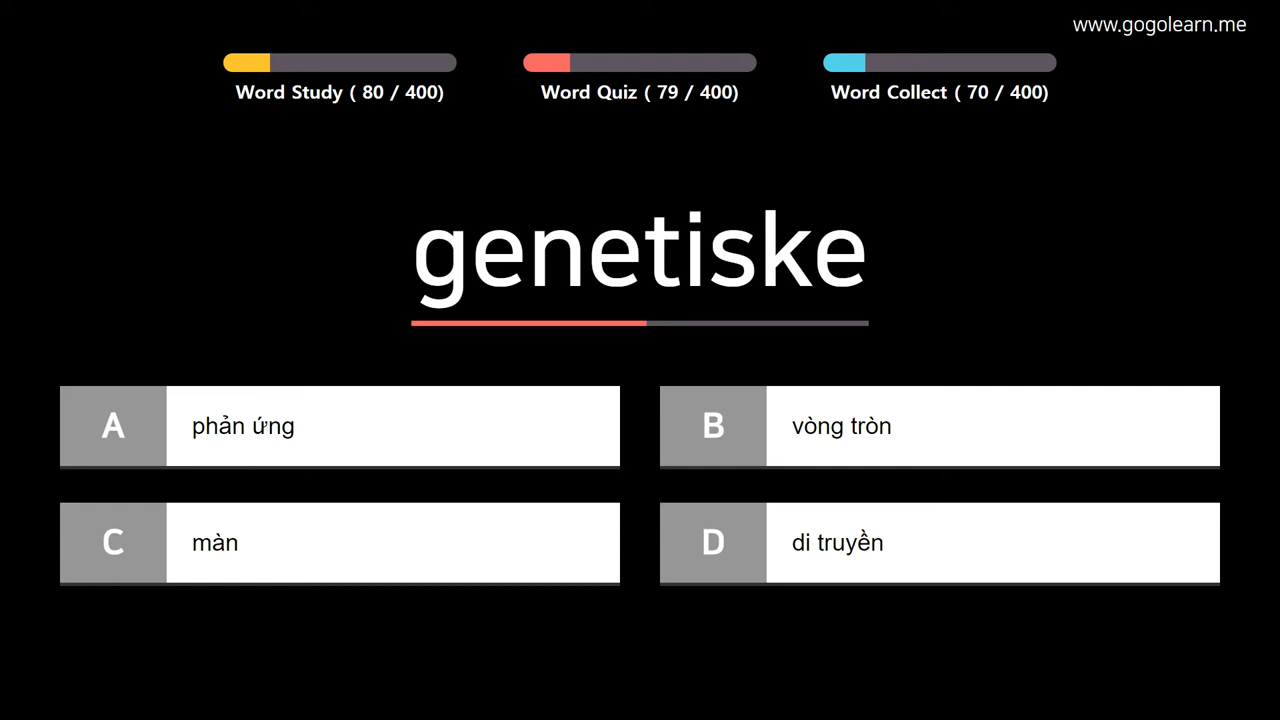 www.gogolearn.me
Word Study ( 80 / 400)
Word Quiz ( 79 / 400)
Word Collect ( 70 / 400)
genetiske
A phản ứng
B vòng tròn
C màn
D di truyền